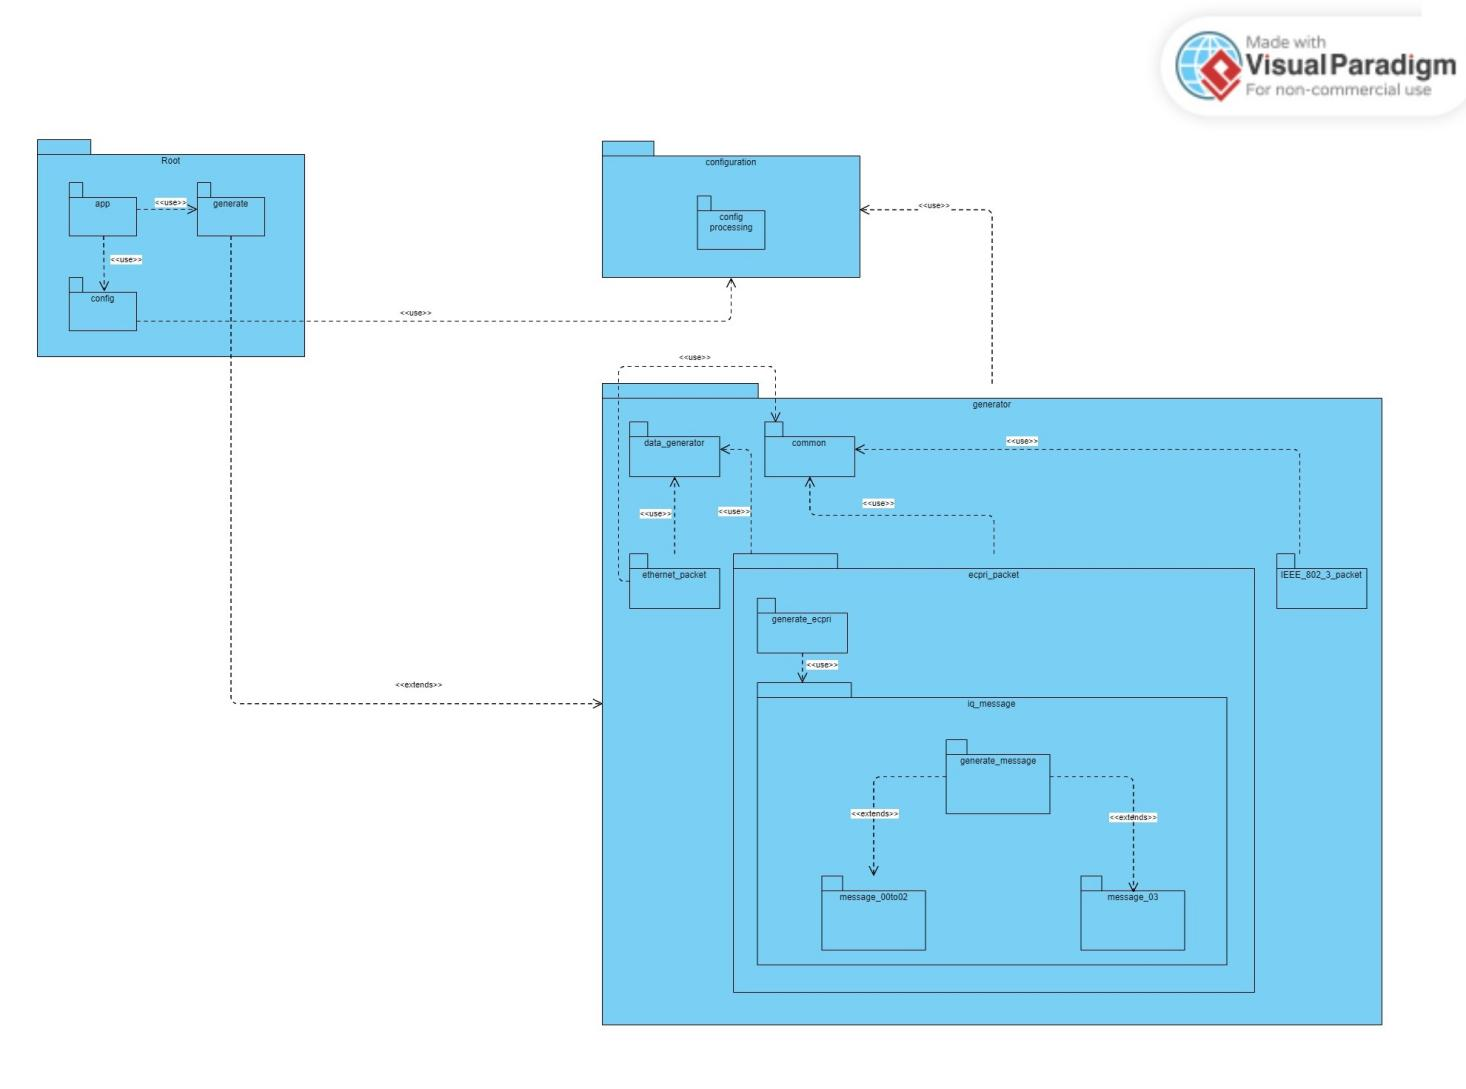 Made with
Visual Paradigm
For non-commercial use
Root
app
<<use>>
generate
<<use>>
config
<<use>>
configuration
config
processing
<<use>>
<<use>>
generator
data_generator
common
<<use>>
<<use>>
<<use>>
<<use>>
ethernet_packet
ecpri_packet
IEEE_802_3_packet
generate_ecpri
<<use>>
<<extends>>
iq_message
generate_message
<<extends>>
<<extends>>
message_00to02
message_03